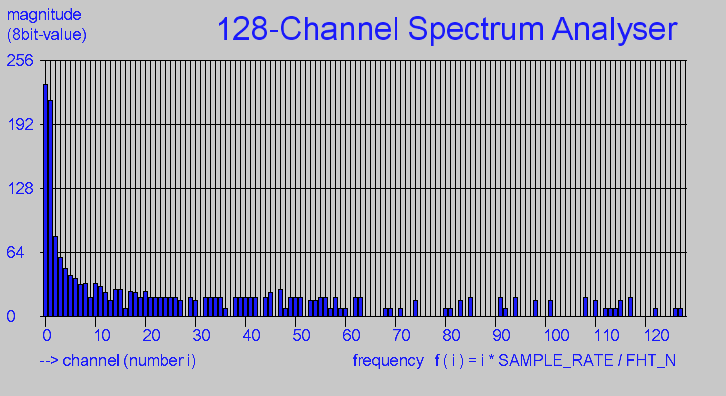 magnitude
(8bit-value)
128-Channel Spectrum Analyser
256
192
128
64
0
0 10 20 30 40 50 60 70 80 90 100 110 120
--> channel (number i)
frequency f ( i ) = i * SAMPLE_RATE / FHT_N